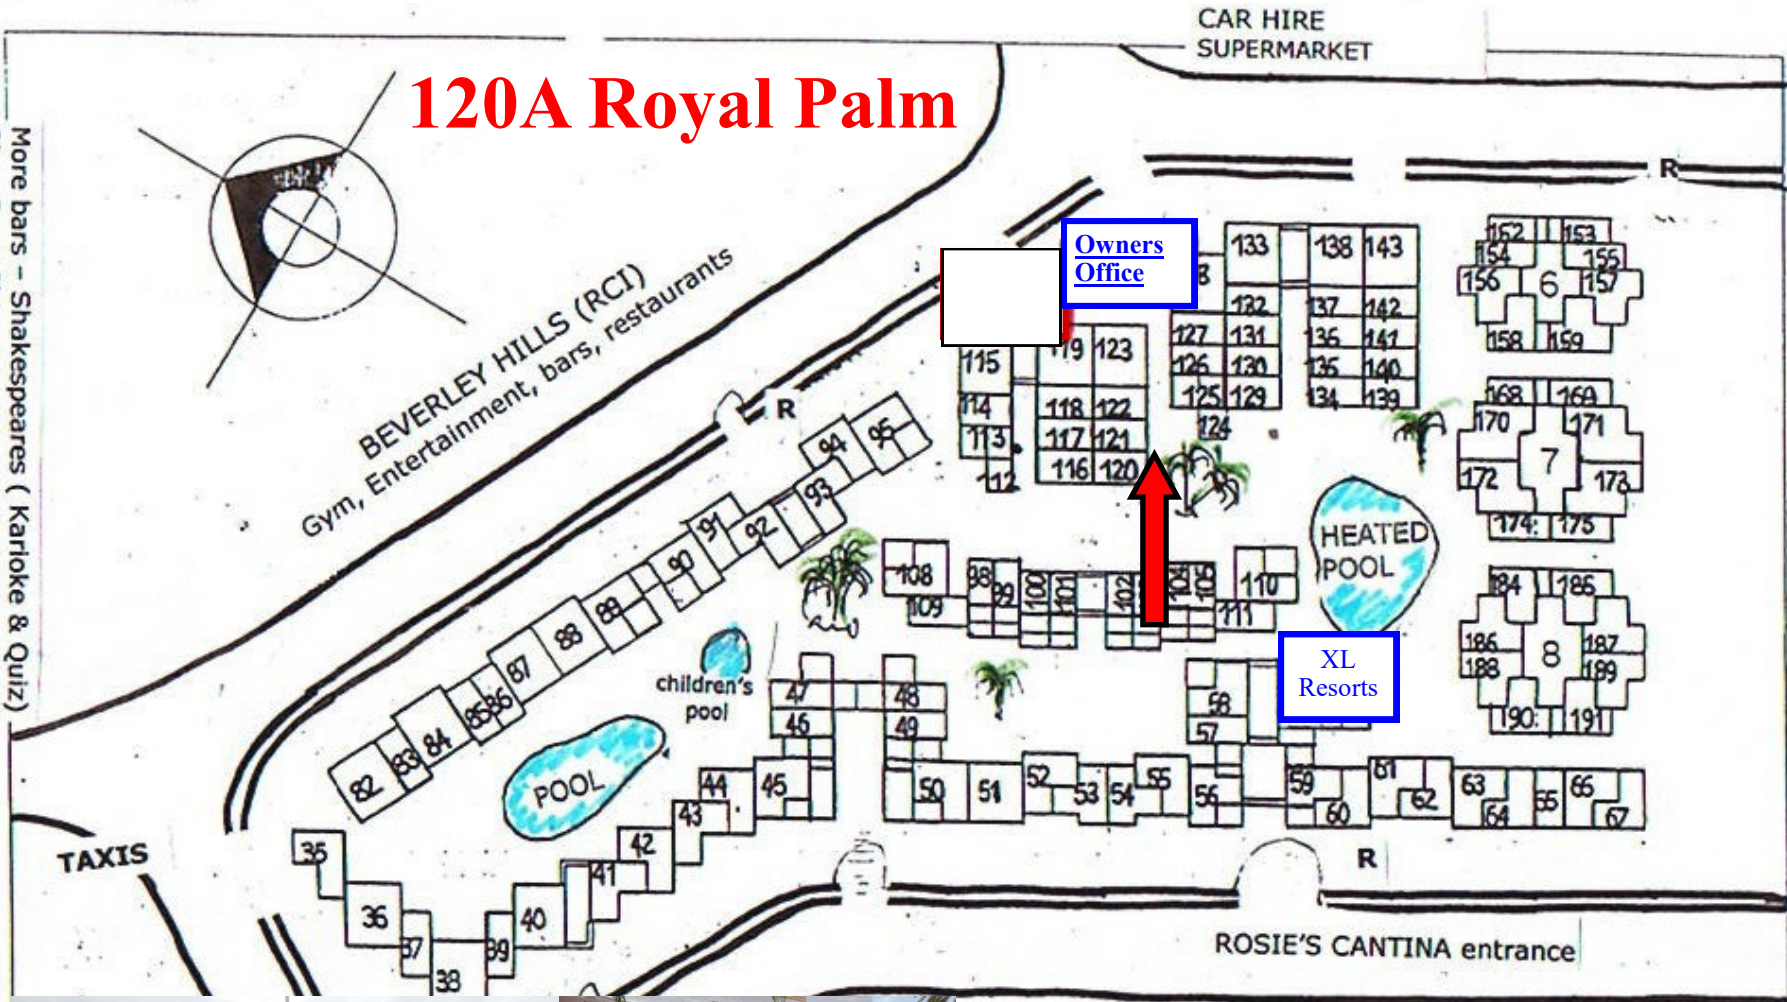 CAR HIRE
SUPERMARKET
120A Royal Palm
More bars - Shakespeares ( Karioke & Quiz)
BEVERLEY HILLS (RCI)
Gym, Entertainment, bars, restaurants
R
R
Owners
Office
133 138 143
132 137 142
127 131 136 141
126 130 135 140
125 129 134 139
124
115 119 123
114 118 122
113 117 121
112 116 120
152 153
154 155
156 6 157
158 159
168 169
170 171
7
172 173
174 175
184 185
186 187
8
188 189
190 191
94 95
93
92
91
90
89
88
87
86
85
84
83
82
108 98 99 100 101 102 104 105 110
109 111
HEATED
POOL
XL
Resorts
children's
pool
POOL
47 48
46 49
58
57
45 50 51 52 53 54 55 56 59 60 61 62 63 64 65 66 67
44
43
42
41
40
39
38
37
36
35
TAXIS
R
ROSIE'S CANTINA entrance